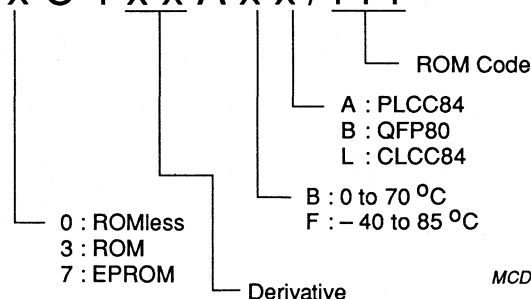 ROM Code
A : PLCC84
B : QFP80
L : CLCC84
B : 0 to 70 °C
F : – 40 to 85 °C
0 : ROMless
3 : ROM
7 : EPROM
Derivative
MCD